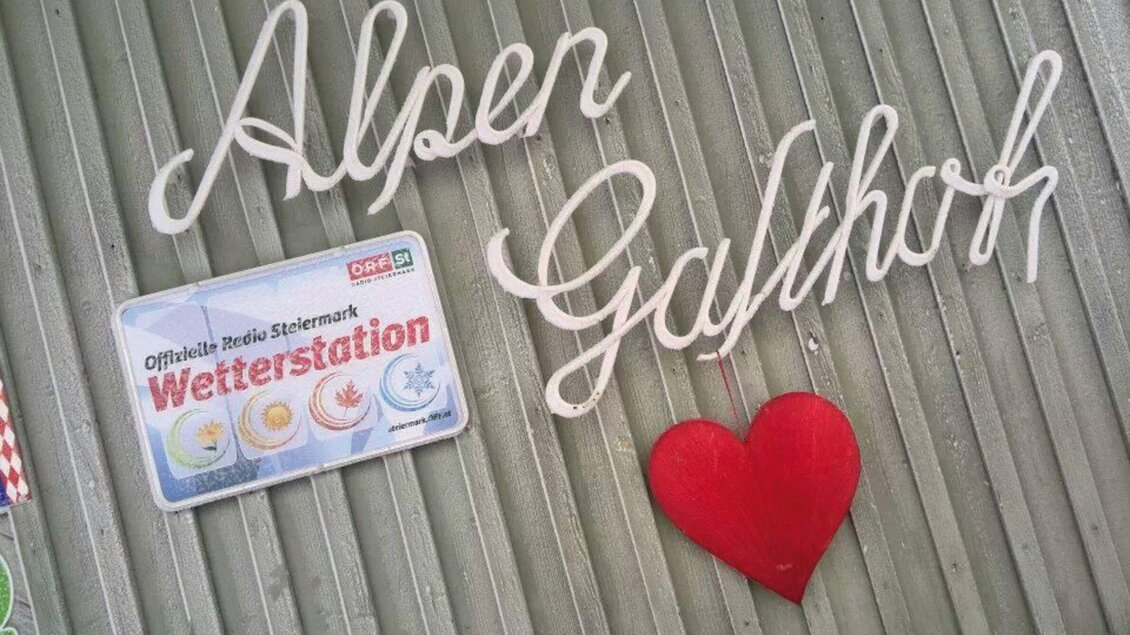 Alpen
Gasthof
ORF St
RADIO STEIERMARK
Offizielle Radio Steiermark
Wetterstation
steiermark.ORF.at